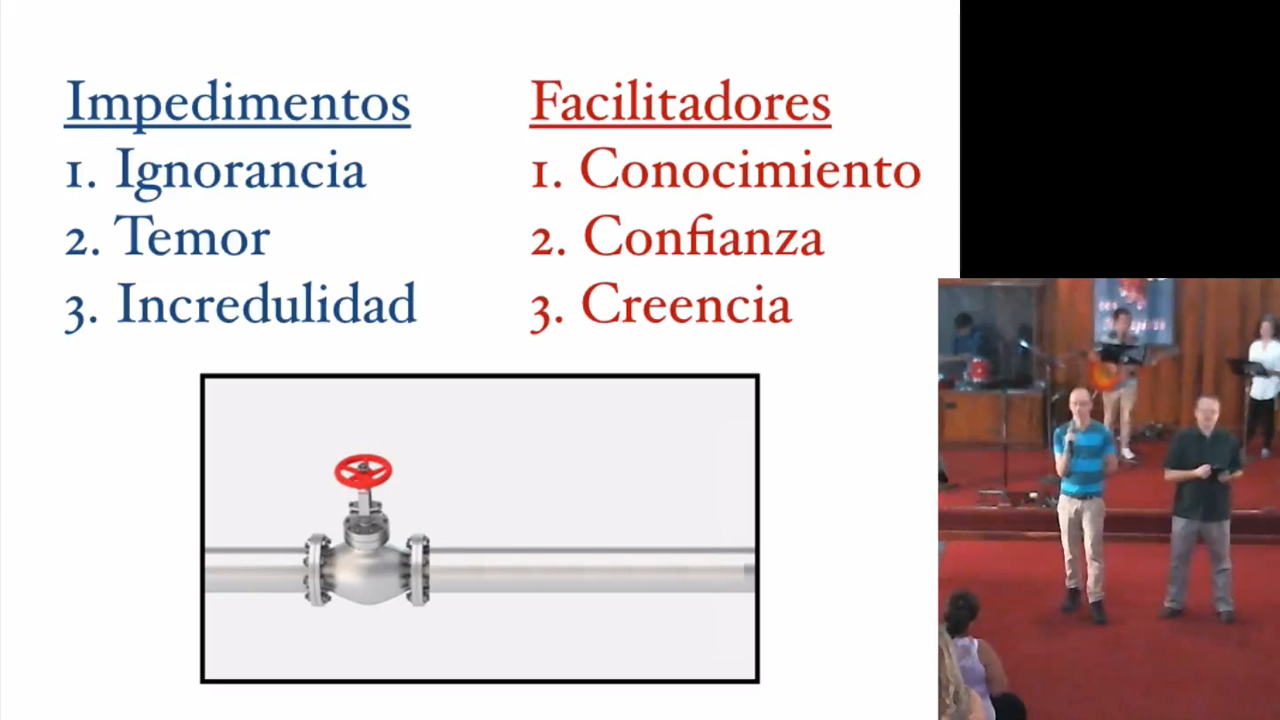 Impedimentos
1. Ignorancia
2. Temor
3. Incredulidad
Facilitadores
1. Conocimiento
2. Confianza
3. Creencia